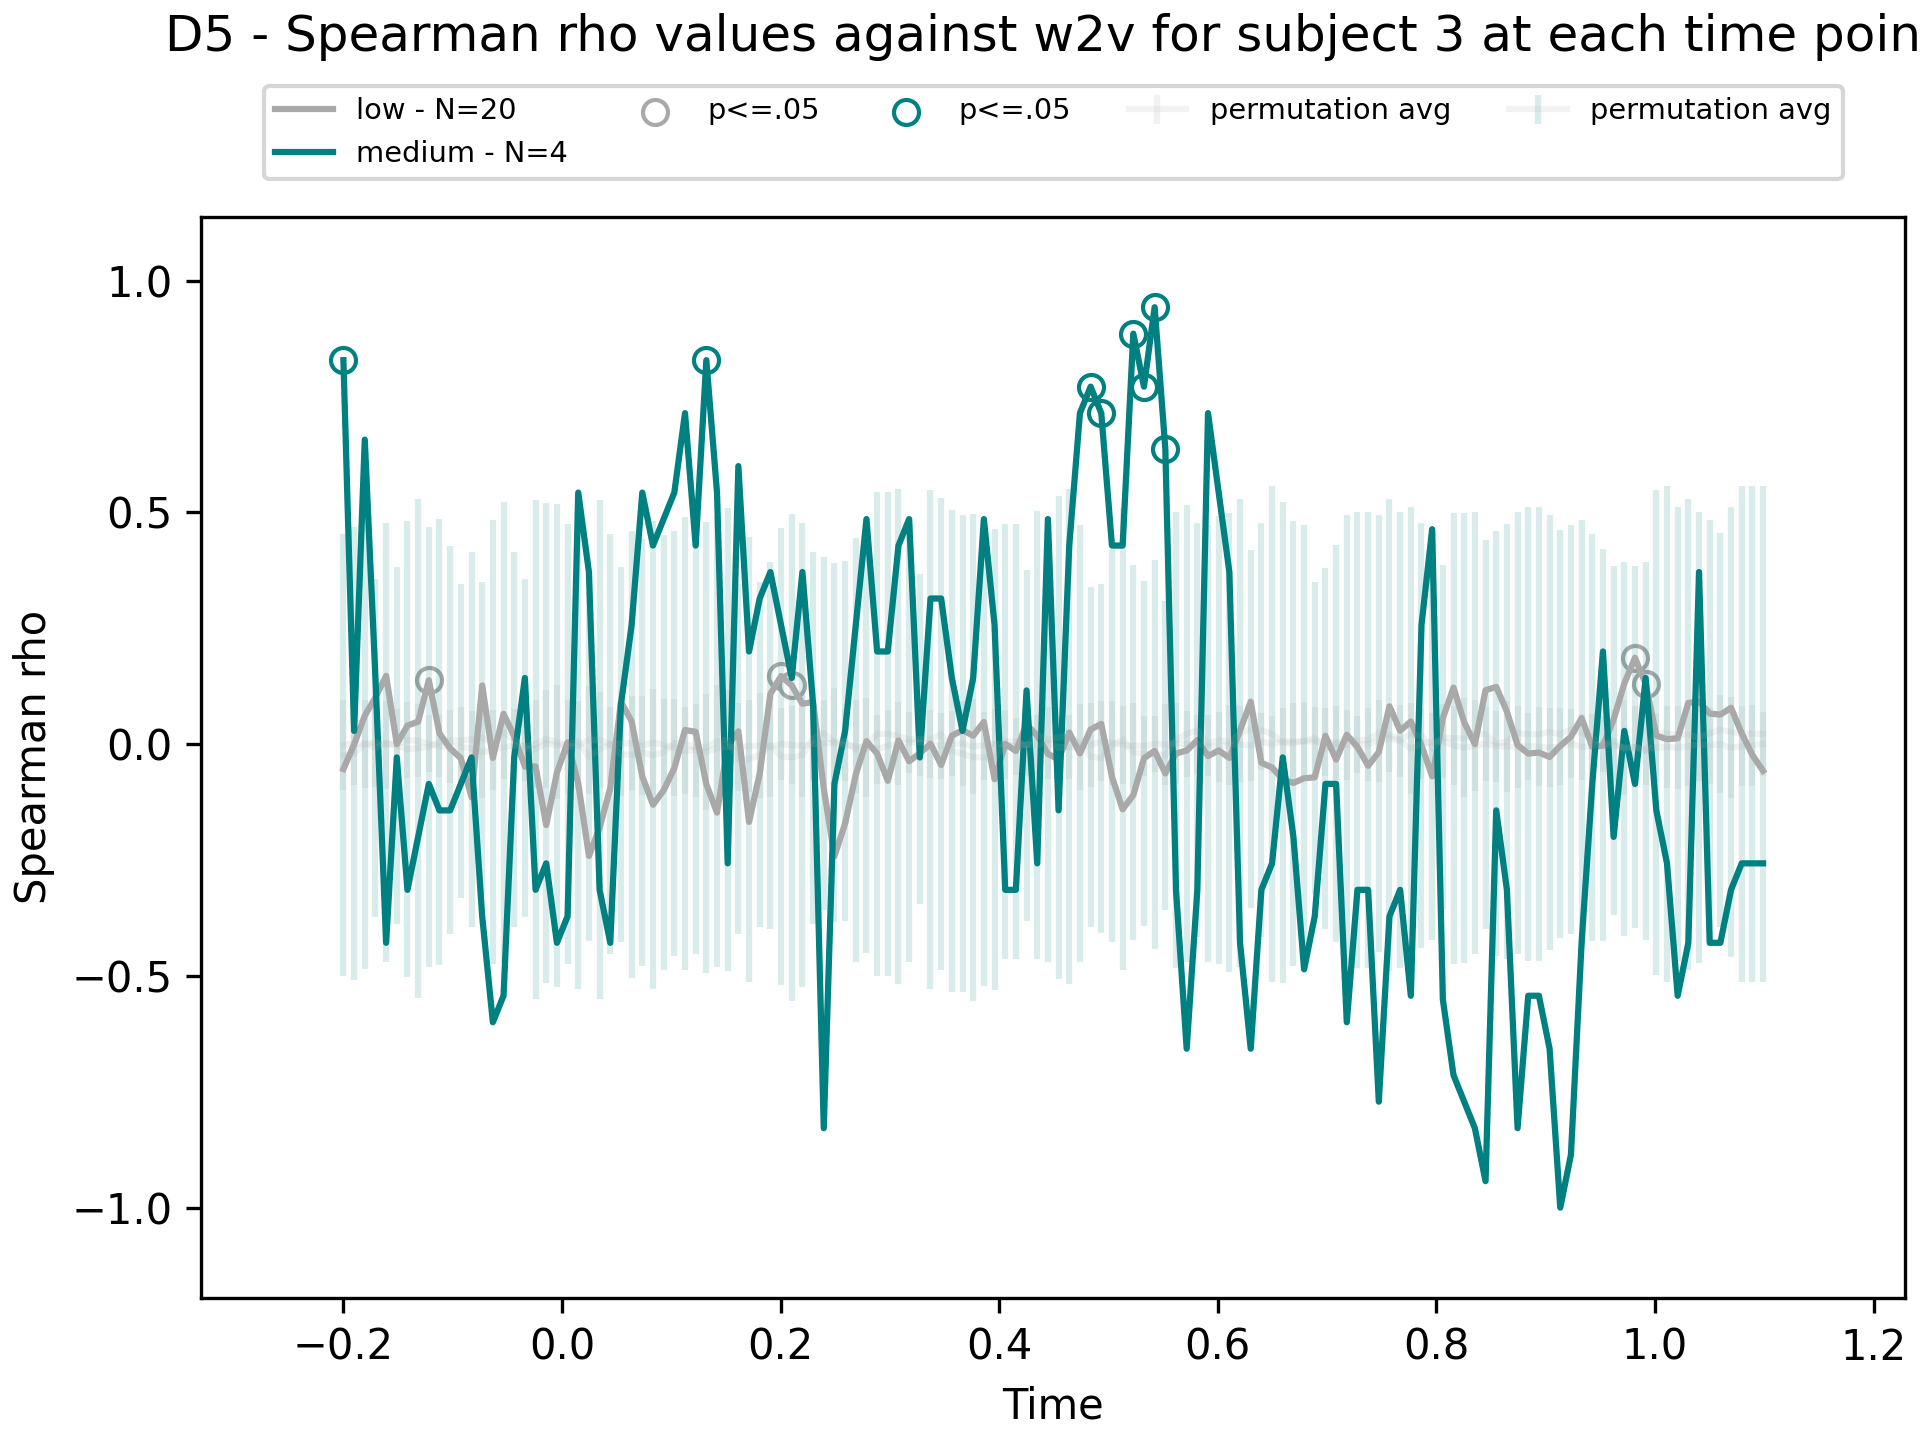 D5 - Spearman rho values against w2v for subject 3 at each time poin
low - N=20
medium - N=4
p<=.05
p<=.05
permutation avg
permutation avg
Spearman rho
1.0
0.5
0.0
−0.5
−1.0
−0.2 0.0 0.2 0.4 0.6 0.8 1.0 1.2
Time